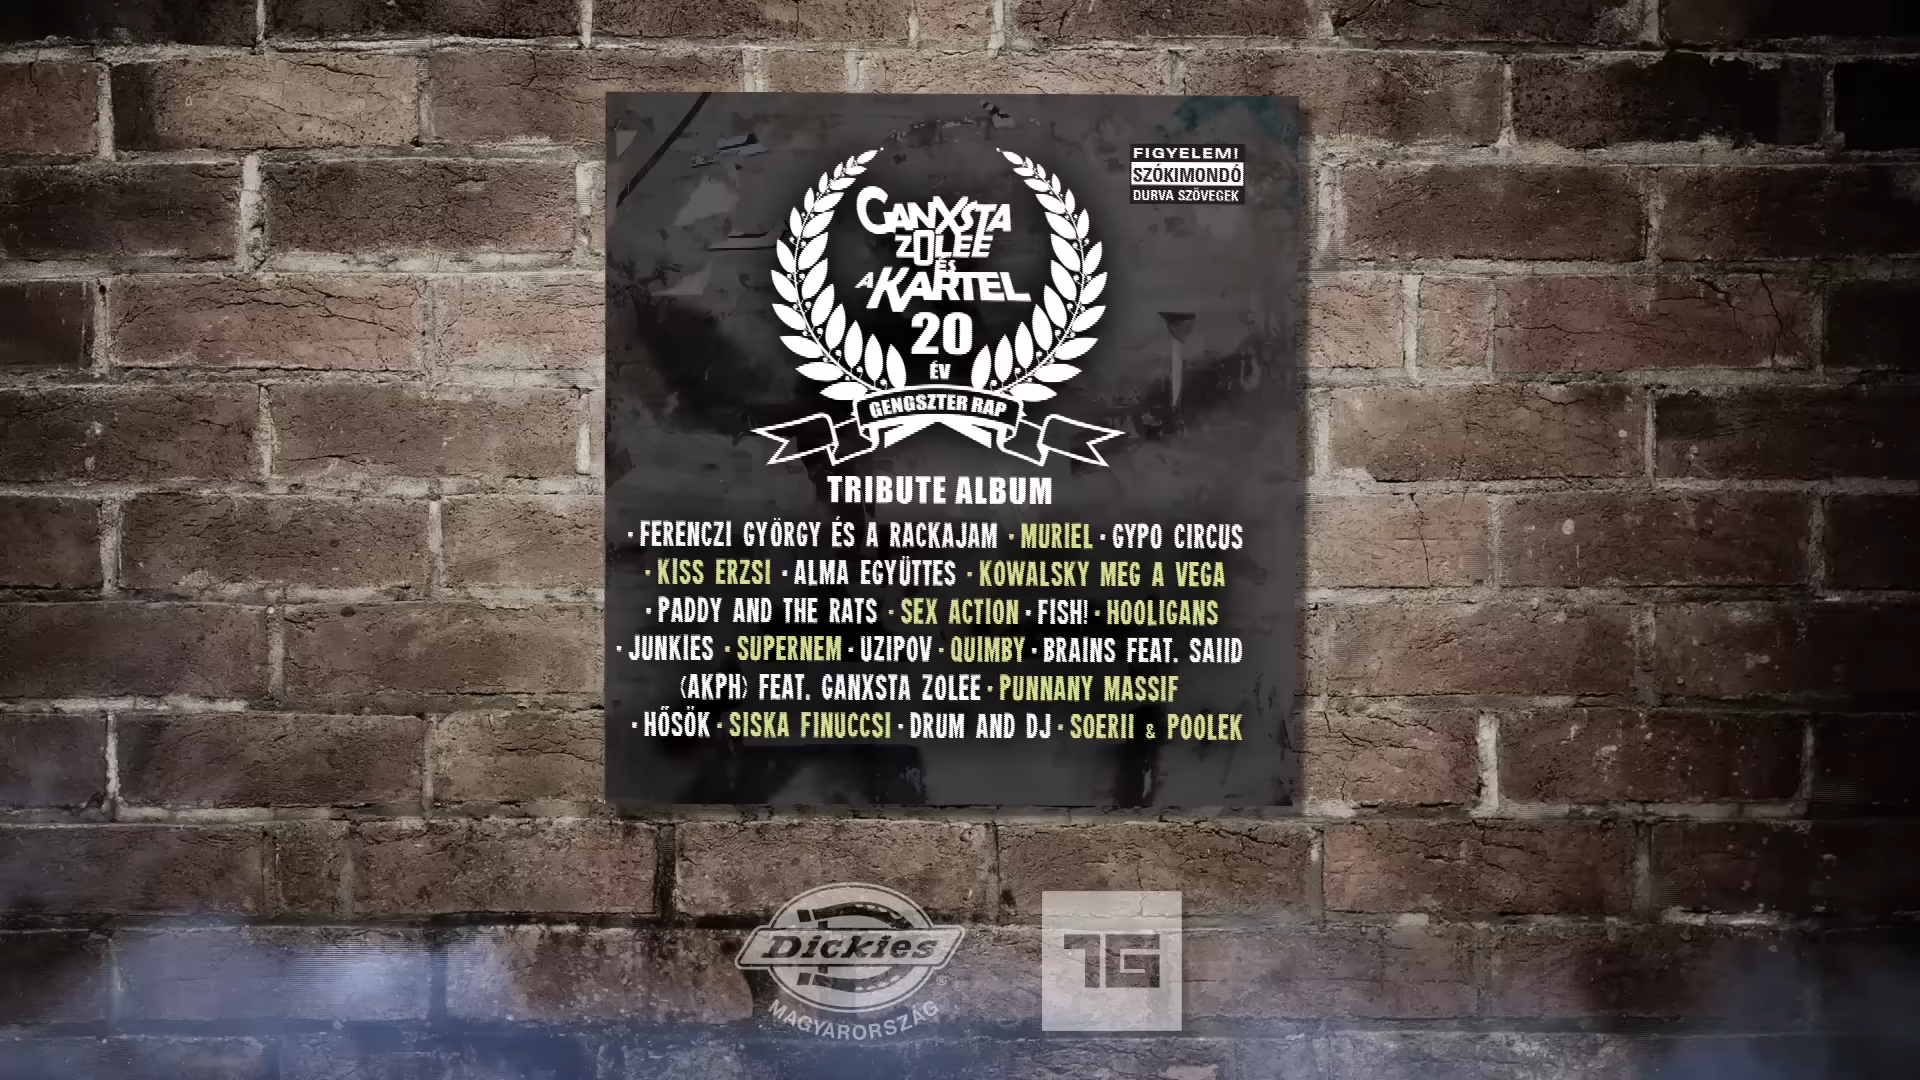 FIGYELEM!
SZÓKIMONDÓ
DURVA SZÖVEGEK
GANXSTA
ZOLEE
ÉS
A KARTEL
20
ÉV
GENGSZTER RAP
TRIBUTE ALBUM
· FERENCZI GYÖRGY ÉS A RACKAJAM · MURIEL · GYPO CIRCUS
· KISS ERZSI · ALMA EGYÜTTES · KOWALSKY MEG A VEGA
· PADDY AND THE RATS · SEX ACTION · FISH! · HOOLIGANS
· JUNKIES · SUPERNEM · UZIPOV · QUIMBY · BRAINS FEAT. SAIID
(AKPH) FEAT. GANXSTA ZOLEE · PUNNANY MASSIF
· HŐSÖK · SISKA FINUCCSI · DRUM AND DJ · SOERII & POOLEK
Dickies ®
MAGYARORSZÁG
TG